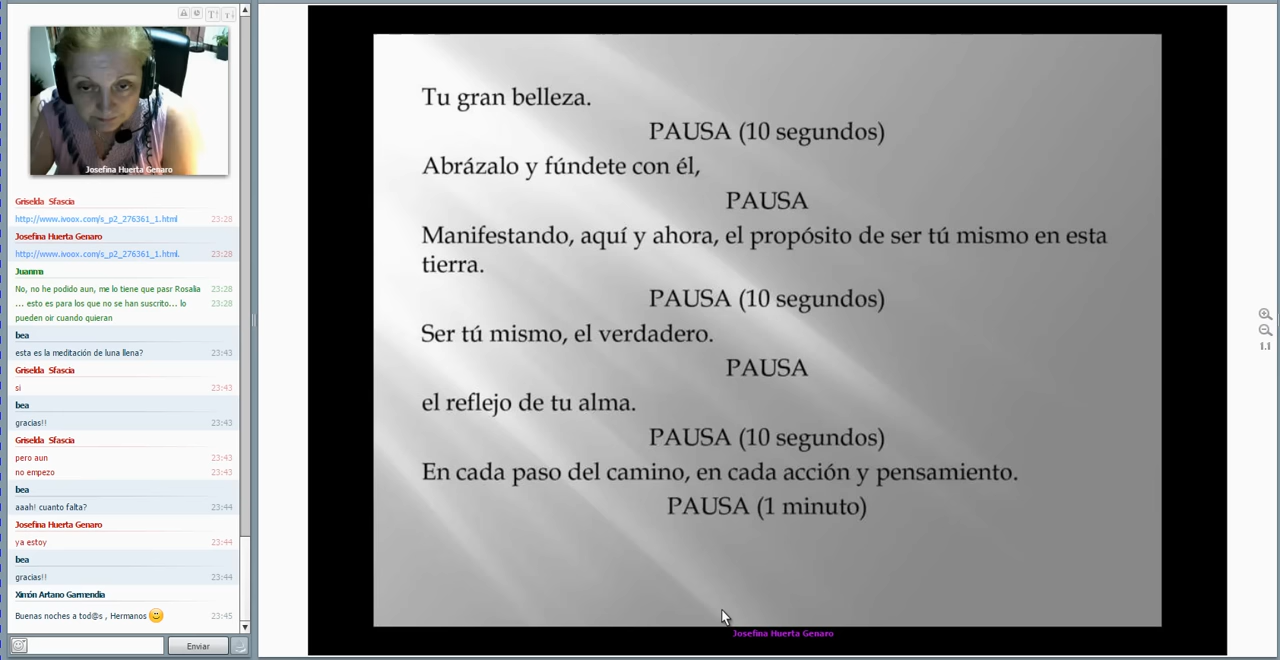 Josefina Huerta Genaro
Griselda Sfascia
http://www.ivoox.com/s_p2_276361_1.html 23:28
Josefina Huerta Genaro
http://www.ivoox.com/s_p2_276361_1.html. 23:28
Juanma
No, no he podido aun, me lo tiene que pasr Rosalia 23:28
... esto es para los que no se han suscrito... lo 23:28
pueden oir cuando quieran
bea
esta es la meditación de luna llena? 23:43
Griselda Sfascia
si 23:43
bea
gracias!! 23:43
Griselda Sfascia
pero aun 23:43
no empezo 23:43
bea
aaah! cuanto falta? 23:44
Josefina Huerta Genaro
ya estoy 23:44
bea
gracias!! 23:44
Ximón Artano Garmendia
Buenas noches a tod@s , Hermanos 23:45
Enviar
Tu gran belleza.
PAUSA (10 segundos)
Abrázalo y fúndete con él,
PAUSA
Manifestando, aquí y ahora, el propósito de ser tú mismo en esta
tierra.
PAUSA (10 segundos)
Ser tú mismo, el verdadero.
PAUSA
el reflejo de tu alma.
PAUSA (10 segundos)
En cada paso del camino, en cada acción y pensamiento.
PAUSA (1 minuto)
Josefina Huerta Genaro
1.1